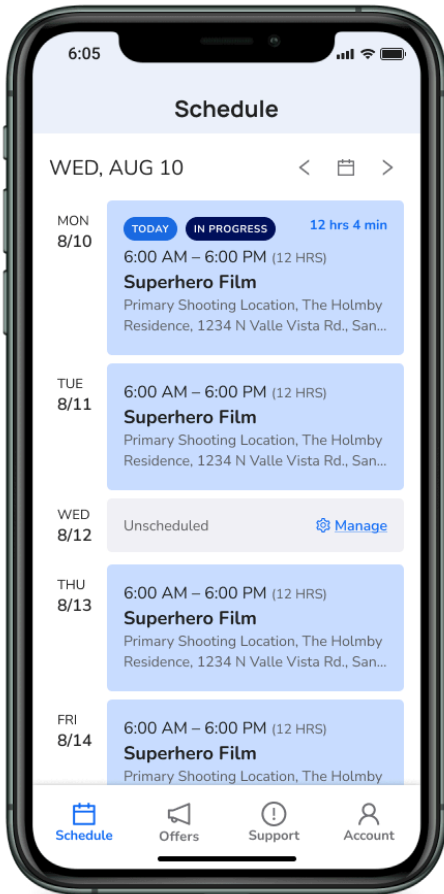 6:05
Schedule
WED, AUG 10
MON
8/10
TODAY IN PROGRESS 12 hrs 4 min
6:00 AM – 6:00 PM (12 HRS)
Superhero Film
Primary Shooting Location, The Holmby
Residence, 1234 N Valle Vista Rd., San...
TUE
8/11
6:00 AM – 6:00 PM (12 HRS)
Superhero Film
Primary Shooting Location, The Holmby
Residence, 1234 N Valle Vista Rd., San...
WED
8/12
Unscheduled Manage
THU
8/13
6:00 AM – 6:00 PM (12 HRS)
Superhero Film
Primary Shooting Location, The Holmby
Residence, 1234 N Valle Vista Rd., San...
FRI
8/14
6:00 AM – 6:00 PM (12 HRS)
Superhero Film
Primary Shooting Location, The Holmby
Schedule Offers Support Account